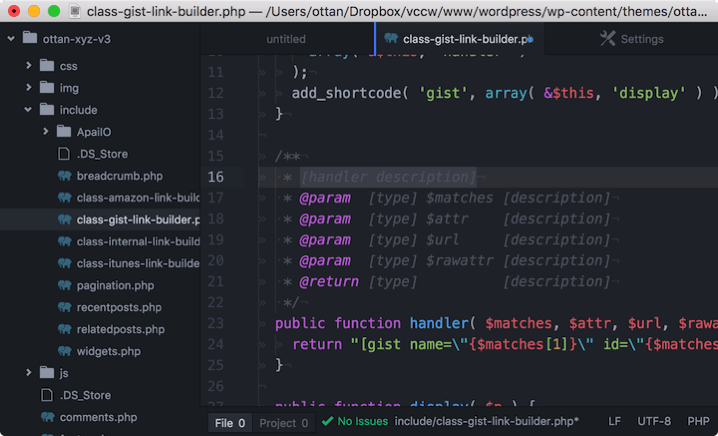 class-gist-link-builder.php — /Users/ottan/Dropbox/vccw/www/wordpress/wp-content/themes/otta...
ottan-xyz-v3
css
img
include
ApaiIO
.DS_Store
breadcrumb.php
class-amazon-link-buil
class-gist-link-builder.p
class-internal-link-build
class-itunes-link-builde
pagination.php
recentposts.php
relatedposts.php
widgets.php
js
.DS_Store
comments.php
untitled
class-gist-link-builder.p
Settings
11 );
12 add_shortcode( 'gist', array( &$this, 'display' ) )
13 }
14
15 /**
16 * [handler description]
17 * @param [type] $matches [description]
18 * @param [type] $attr [description]
19 * @param [type] $url [description]
20 * @param [type] $rawattr [description]
21 * @return [type] [description]
22 */
23 public function handler( $matches, $attr, $url, $rawa
24 return "[gist name=\"{$matches[1]}\" id=\"{$matches
25 }
26
public function display( $p ) {
File 0 Project 0 No Issues include/class-gist-link-builder.php* LF UTF-8 PHP